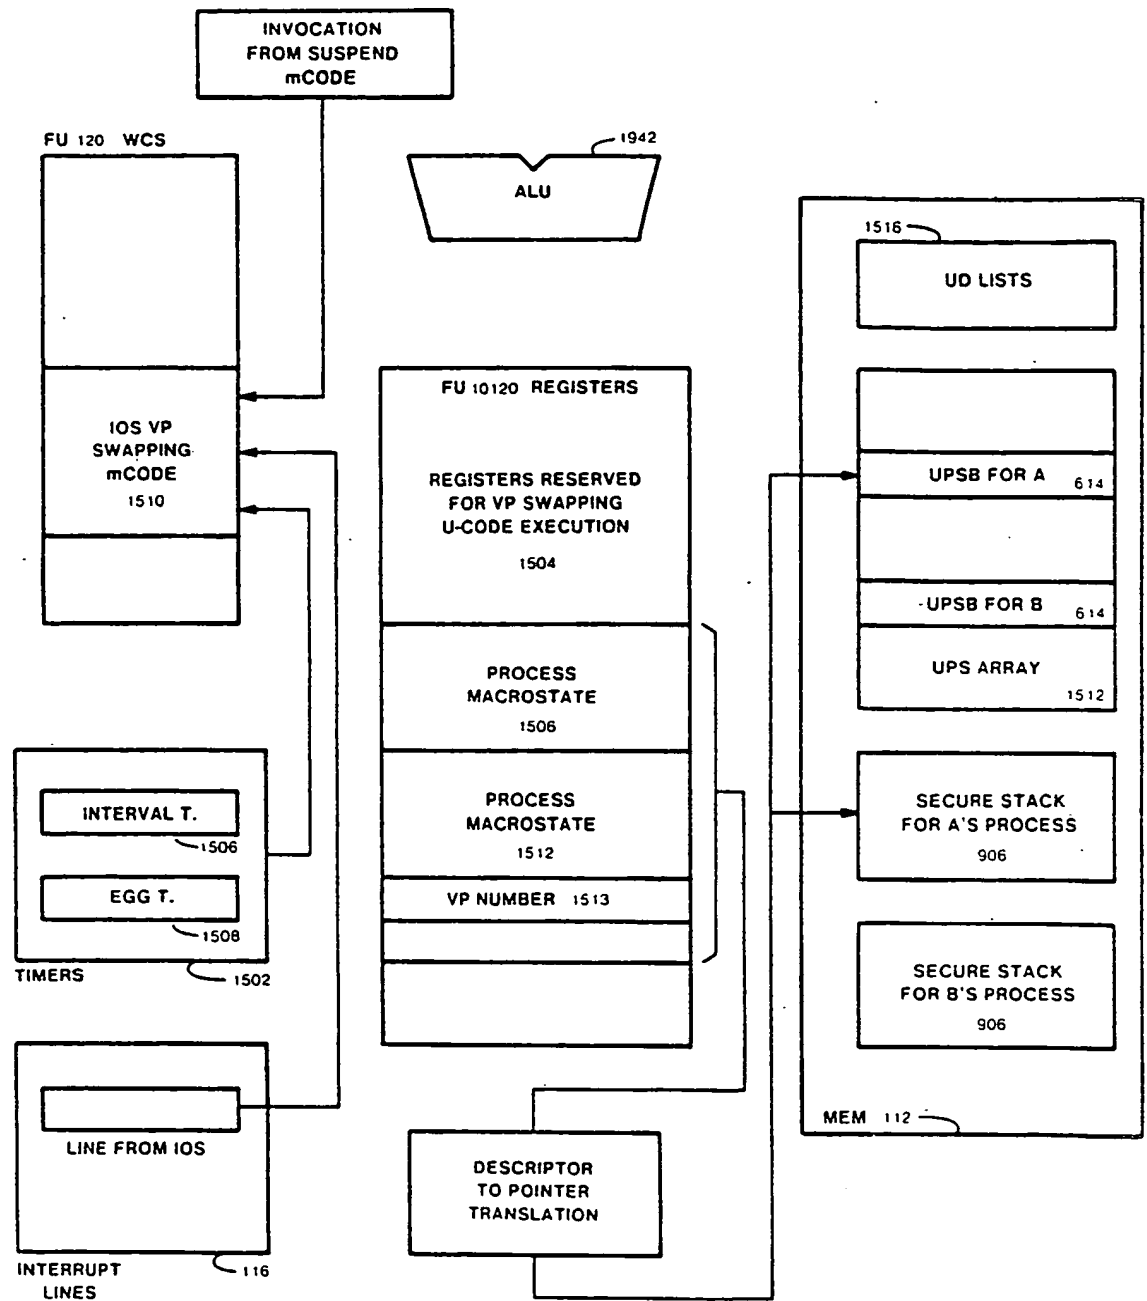 INVOCATION
FROM SUSPEND
mCODE
FU 120 WCS
1942
ALU
1516
UD LISTS
FU 10120 REGISTERS
IOS VP
SWAPPING
mCODE
1510
REGISTERS RESERVED
FOR VP SWAPPING
U-CODE EXECUTION
1504
UPSB FOR A 614
UPSB FOR B 614
UPS ARRAY
1512
PROCESS
MACROSTATE
1506
PROCESS
MACROSTATE
1512
VP NUMBER 1513
INTERVAL T.
1506
EGG T.
1508
TIMERS
1502
SECURE STACK
FOR A'S PROCESS
906
SECURE STACK
FOR B'S PROCESS
906
MEM 112
LINE FROM IOS
INTERRUPT
LINES
116
DESCRIPTOR
TO POINTER
TRANSLATION